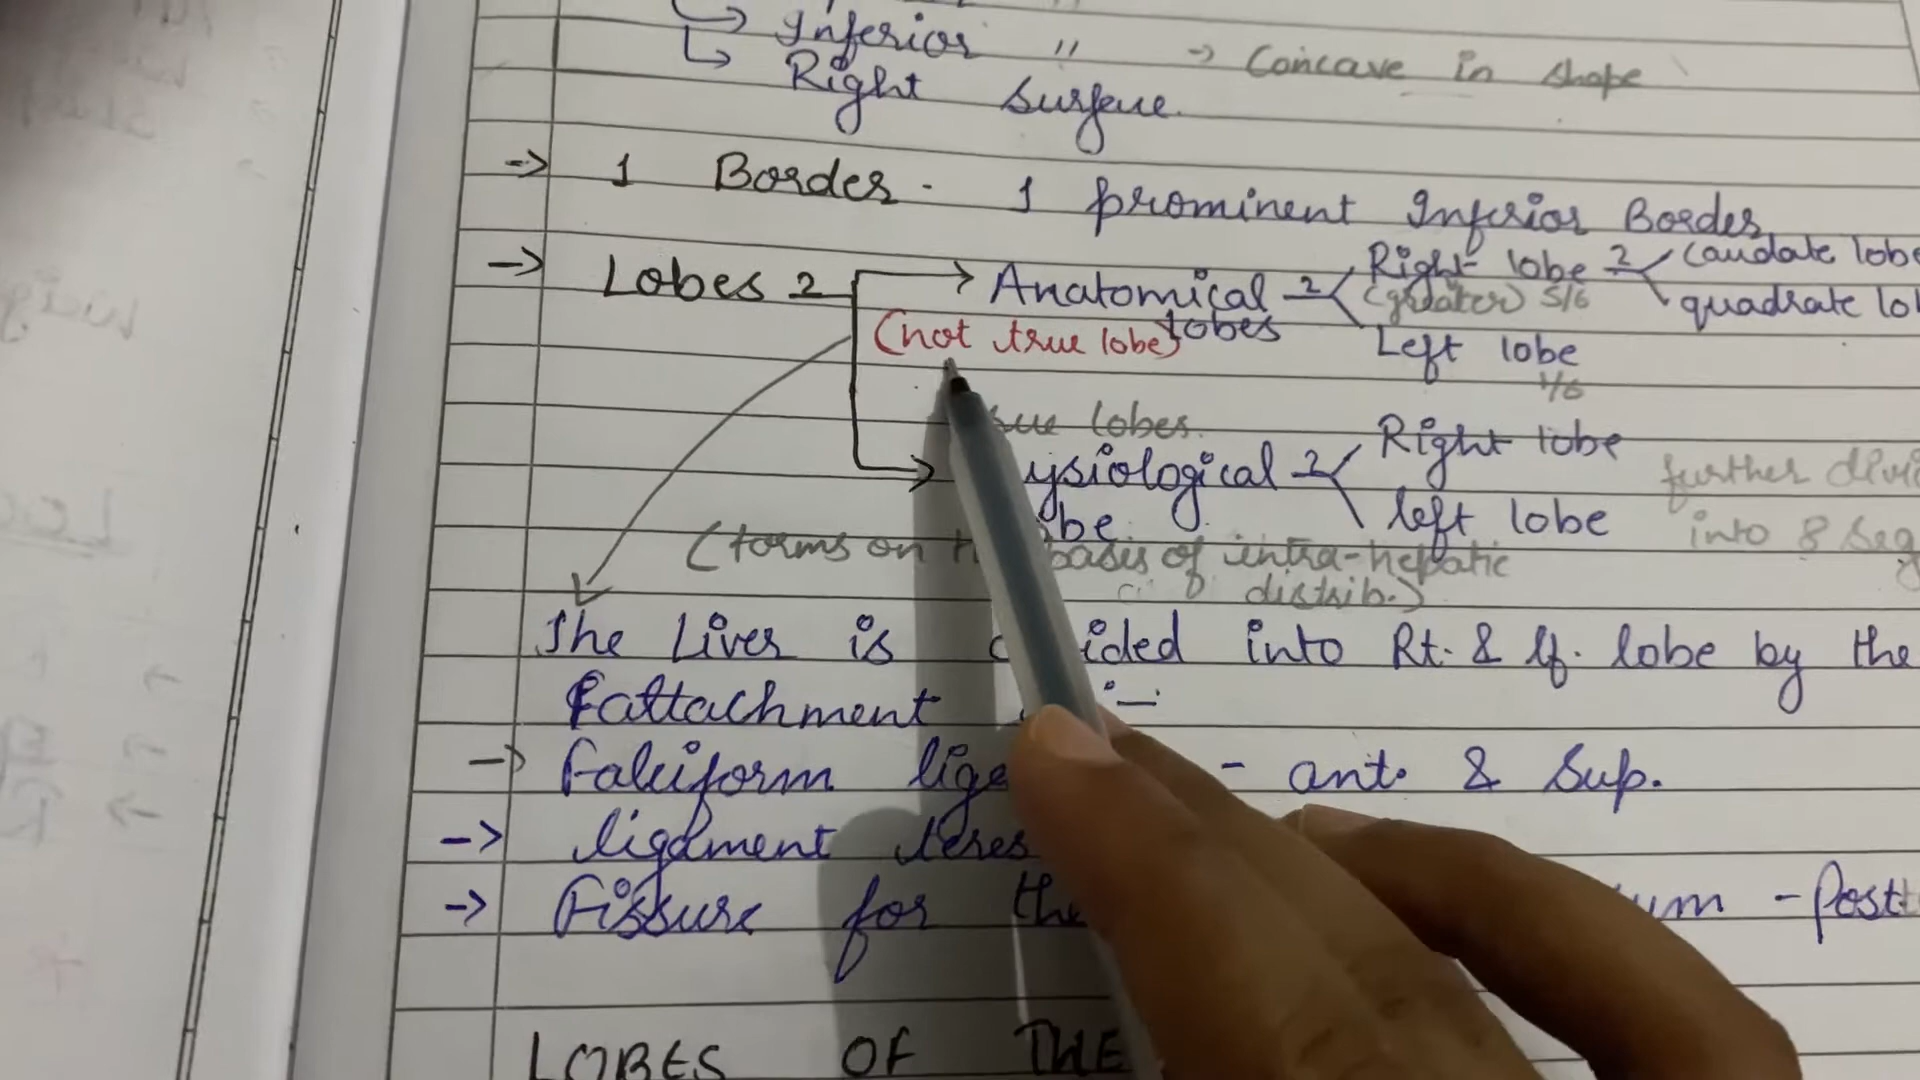 → Inferior " → Concave in shape
→ Right Surface.
→ 1 Border - 1 prominent Inferior Border
→ Lobes 2 → Anatomical lobes 2 Right lobe 2 Caudate lobe
(greater) 5/6 quadrate lo
(not true lobe) Left lobe
1/6
lobes.
→ ysiological 2 Right lobe further divi
be. left lobe into 8 seg
(forms on basis of intra-hepatic
distrib.)
The Liver is ided into Rt. & lf. lobe by the
attachment
→ Falciform - ant. & Sup.
→ ligament teres
→ Fissure for the um - Post
LOBES OF THE